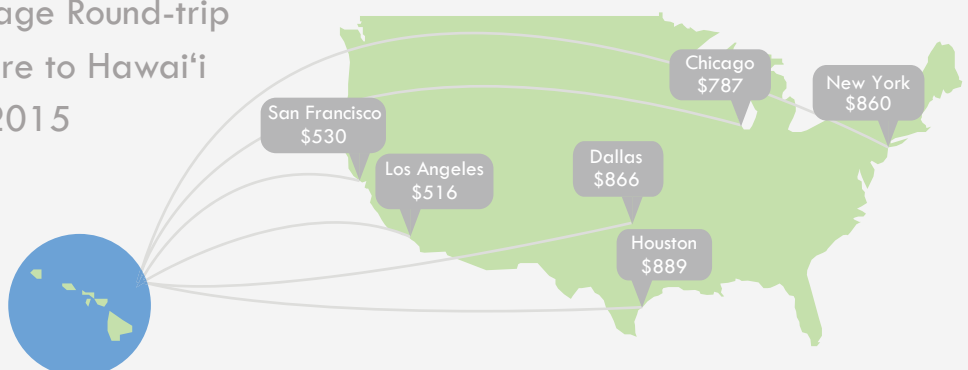 age Round-trip
re to Hawai‘i
2015
Chicago
$787
New York
$860
San Francisco
$530
Los Angeles
$516
Dallas
$866
Houston
$889